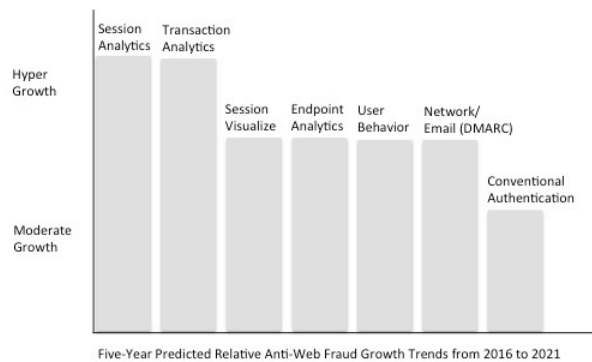 Session
Analytics
Transaction
Analytics
Hyper
Growth
Session
Visualize
Endpoint
Analytics
User
Behavior
Network/
Email (DMARC)
Conventional
Authentication
Moderate
Growth
Five-Year Predicted Relative Anti-Web Fraud Growth Trends from 2016 to 2021